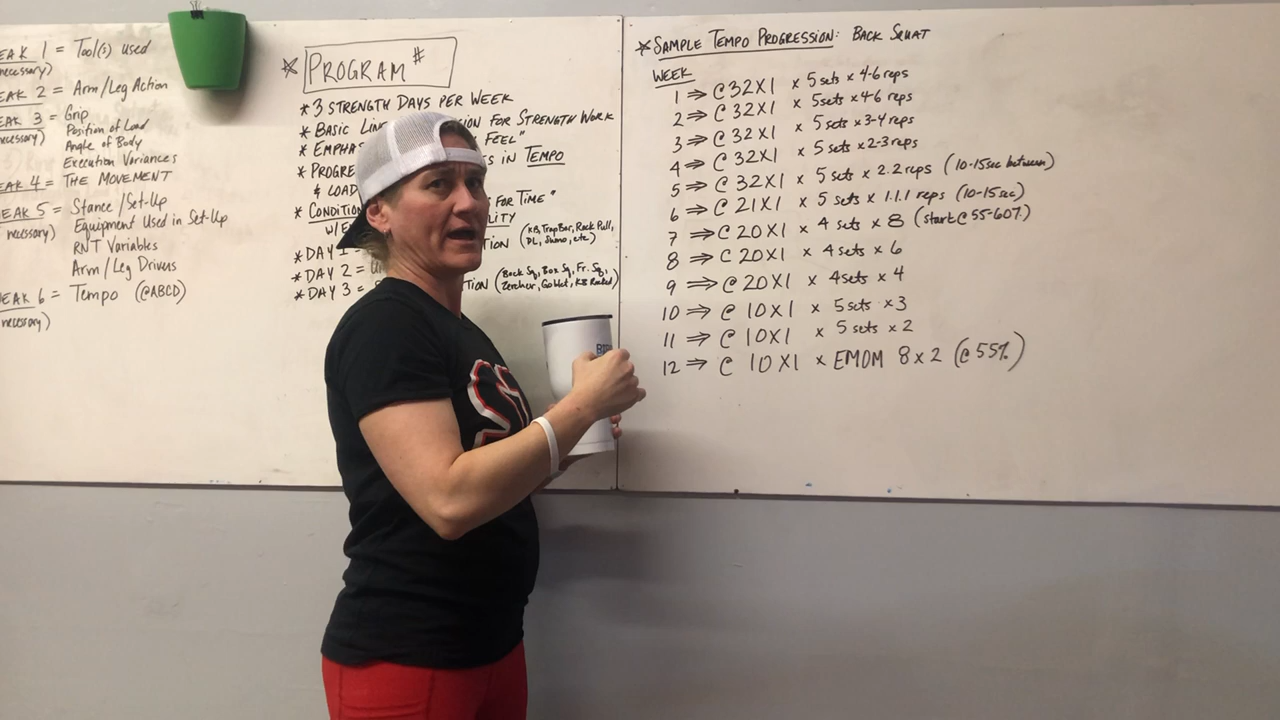 EAK 1 = Tool(s) used
necessary)
EAK 2 = Arm/Leg Action
EAK 3 = Grip
necessary) Position of Load
Angle of Body
Execution Variances
EAK 4 = THE MOVEMENT
EAK 5 = Stance/Set-Up
necessary) Equipment Used in Set-Up
RNT Variables
Arm/Leg Drivers
EAK 6 = Tempo (@ABCD)
necessary)
* PROGRAM #
* 3 STRENGTH DAYS PER WEEK
* BASIC LIN ION FOR STRENGTH WORK
* EMPHAS FEEL"
* PROGRE S IN TEMPO
& LOAD
* CONDITION FOR TIME"
W/E ILITY
* DAY 1 = TION (KB, Trap Bar, Rack Pull,
DL, Sumo, etc)
* DAY 2 =
* DAY 3 = TION (Back Sq, Box Sq, Fr. Sq,
Zercher, Goblet, KB Racked)
* SAMPLE TEMPO PROGRESSION: BACK SQUAT
WEEK
1 ⇒ @ 32X1 x 5 sets x 4-6 reps
2 ⇒ @ 32X1 x 5 sets x 4-6 reps
3 ⇒ @ 32X1 x 5 sets x 3-4 reps
4 ⇒ @ 32X1 x 5 sets x 2-3 reps
5 ⇒ @ 32X1 x 5 sets x 2.2 reps (10-15sec between)
6 ⇒ @ 21X1 x 5 sets x 1.1.1 reps (10-15sec)
7 ⇒ @ 20X1 x 4 sets x 8 (start @ 55-60%)
8 ⇒ @ 20X1 x 4 sets x 6
9 ⇒ @ 20X1 x 4 sets x 4
10 ⇒ @ 10X1 x 5 sets x 3
11 ⇒ @ 10X1 x 5 sets x 2
12 ⇒ @ 10X1 x EMOM 8 x 2 (@ 55%)